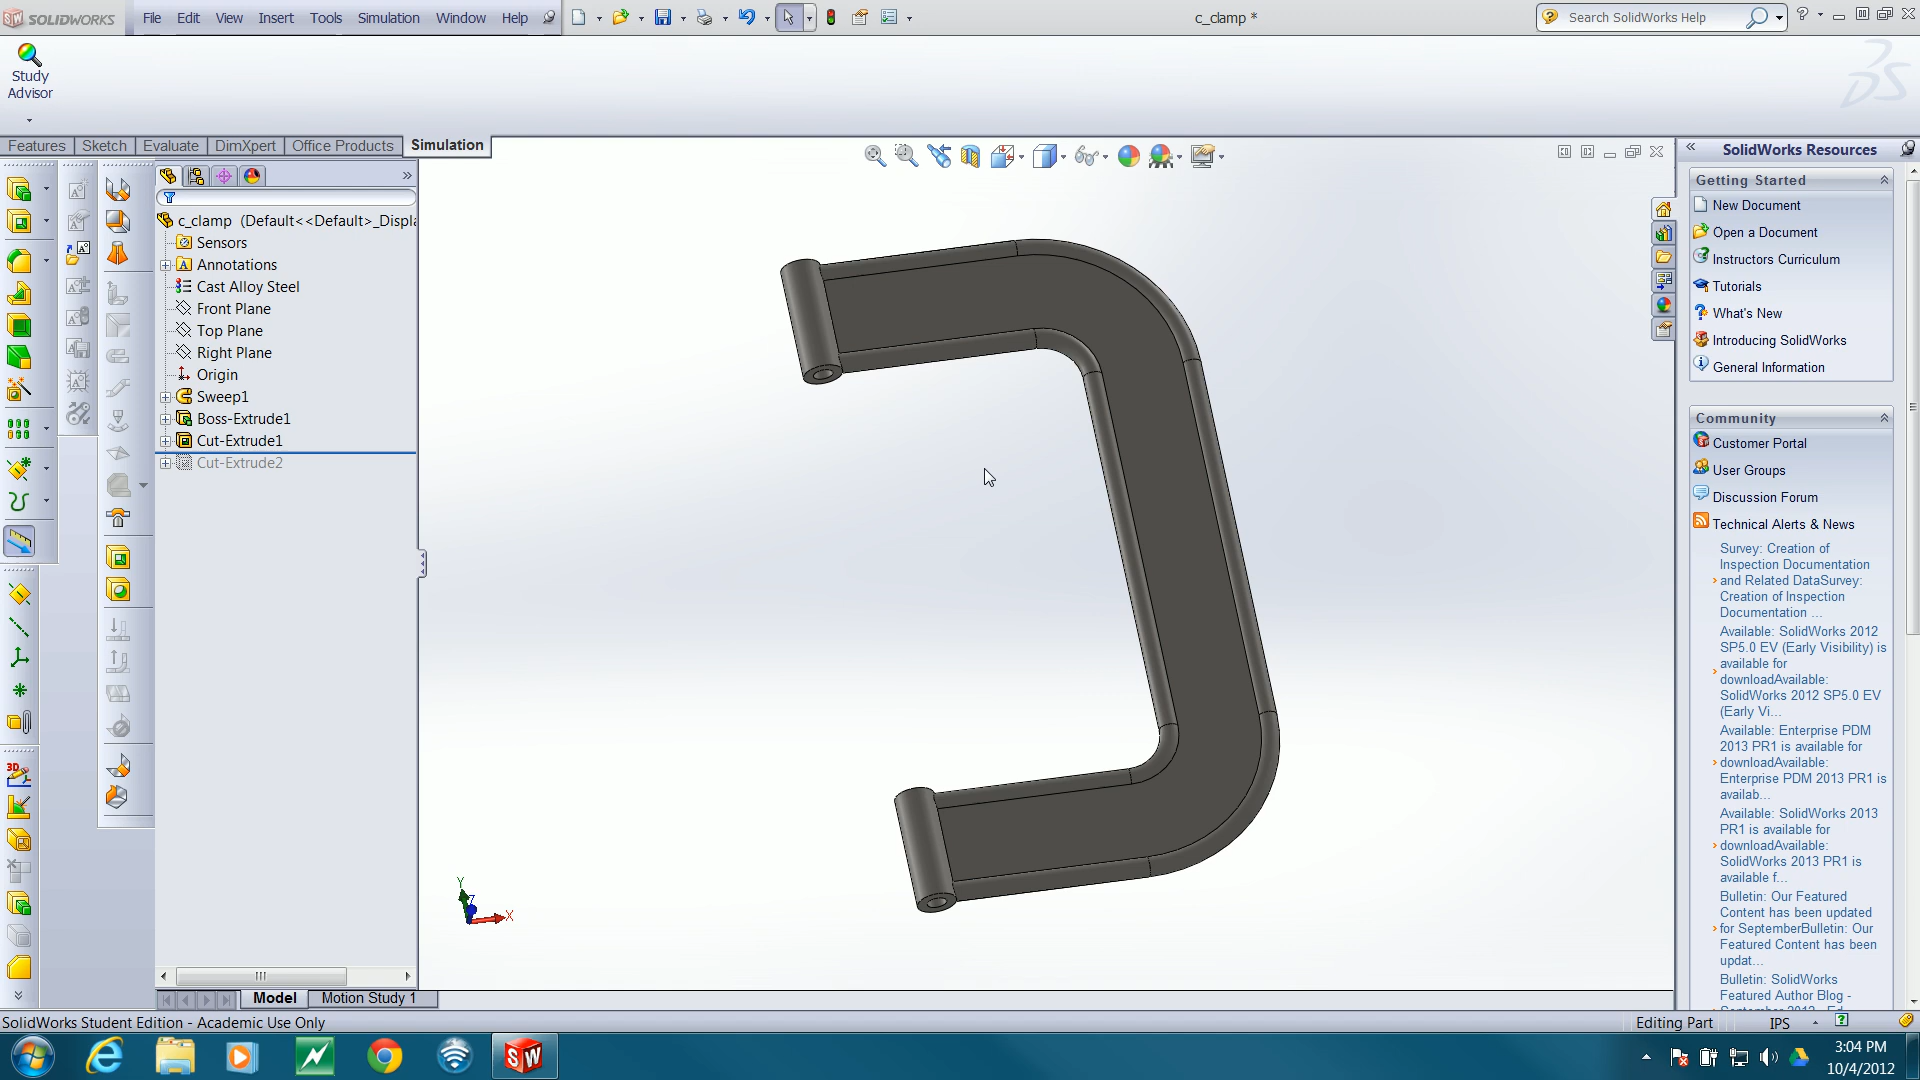 SOLIDWORKS
File Edit View Insert Tools Simulation Window Help
c_clamp *
Search SolidWorks Help
Study
Advisor
Features Sketch Evaluate DimXpert Office Products Simulation
c_clamp (Default<<Default>_Displa
Sensors
Annotations
Cast Alloy Steel
Front Plane
Top Plane
Right Plane
Origin
Sweep1
Boss-Extrude1
Cut-Extrude1
Cut-Extrude2
Y
Z
X
SolidWorks Resources
Getting Started
New Document
Open a Document
Instructors Curriculum
Tutorials
What's New
Introducing SolidWorks
General Information
Community
Customer Portal
User Groups
Discussion Forum
Technical Alerts & News
Survey: Creation of
Inspection Documentation
and Related DataSurvey:
Creation of Inspection
Documentation ...
Available: SolidWorks 2012
SP5.0 EV (Early Visibility) is
available for
downloadAvailable:
SolidWorks 2012 SP5.0 EV
(Early Vi...
Available: Enterprise PDM
2013 PR1 is available for
downloadAvailable:
Enterprise PDM 2013 PR1 is
availab...
Available: SolidWorks 2013
PR1 is available for
downloadAvailable:
SolidWorks 2013 PR1 is
available f...
Bulletin: Our Featured
Content has been updated
for SeptemberBulletin: Our
Featured Content has been
updat...
Bulletin: SolidWorks
Featured Author Blog -
Model Motion Study 1
SolidWorks Student Edition - Academic Use Only
Editing Part IPS
3:04 PM
10/4/2012